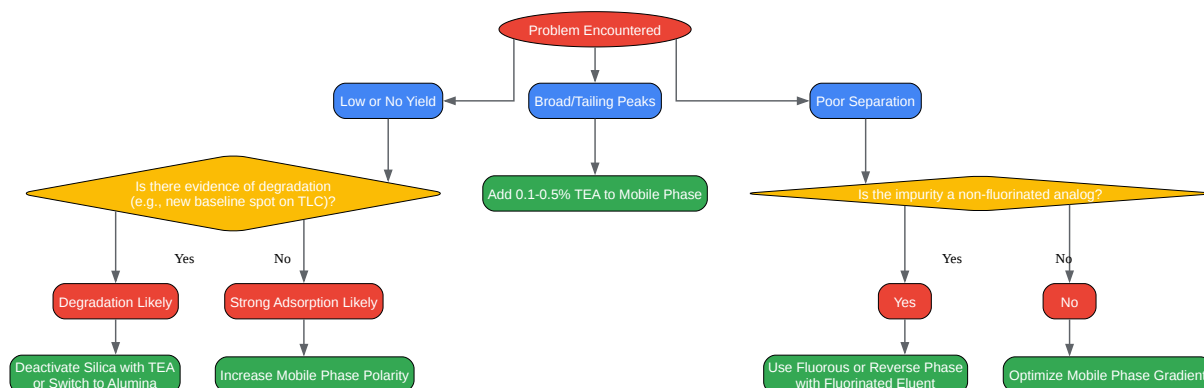 Problem Encountered
Low or No Yield
Broad/Tailing Peaks
Poor Separation
Is there evidence of degradation
(e.g., new baseline spot on TLC)?
Add 0.1-0.5% TEA to Mobile Phase
Is the impurity a non-fluorinated analog?
Yes
No
Yes
No
Degradation Likely
Strong Adsorption Likely
Yes
No
Deactivate Silica with TEA
or Switch to Alumina
Increase Mobile Phase Polarity
Use Fluorous or Reverse Phase
with Fluorinated Eluent
Optimize Mobile Phase Gradient